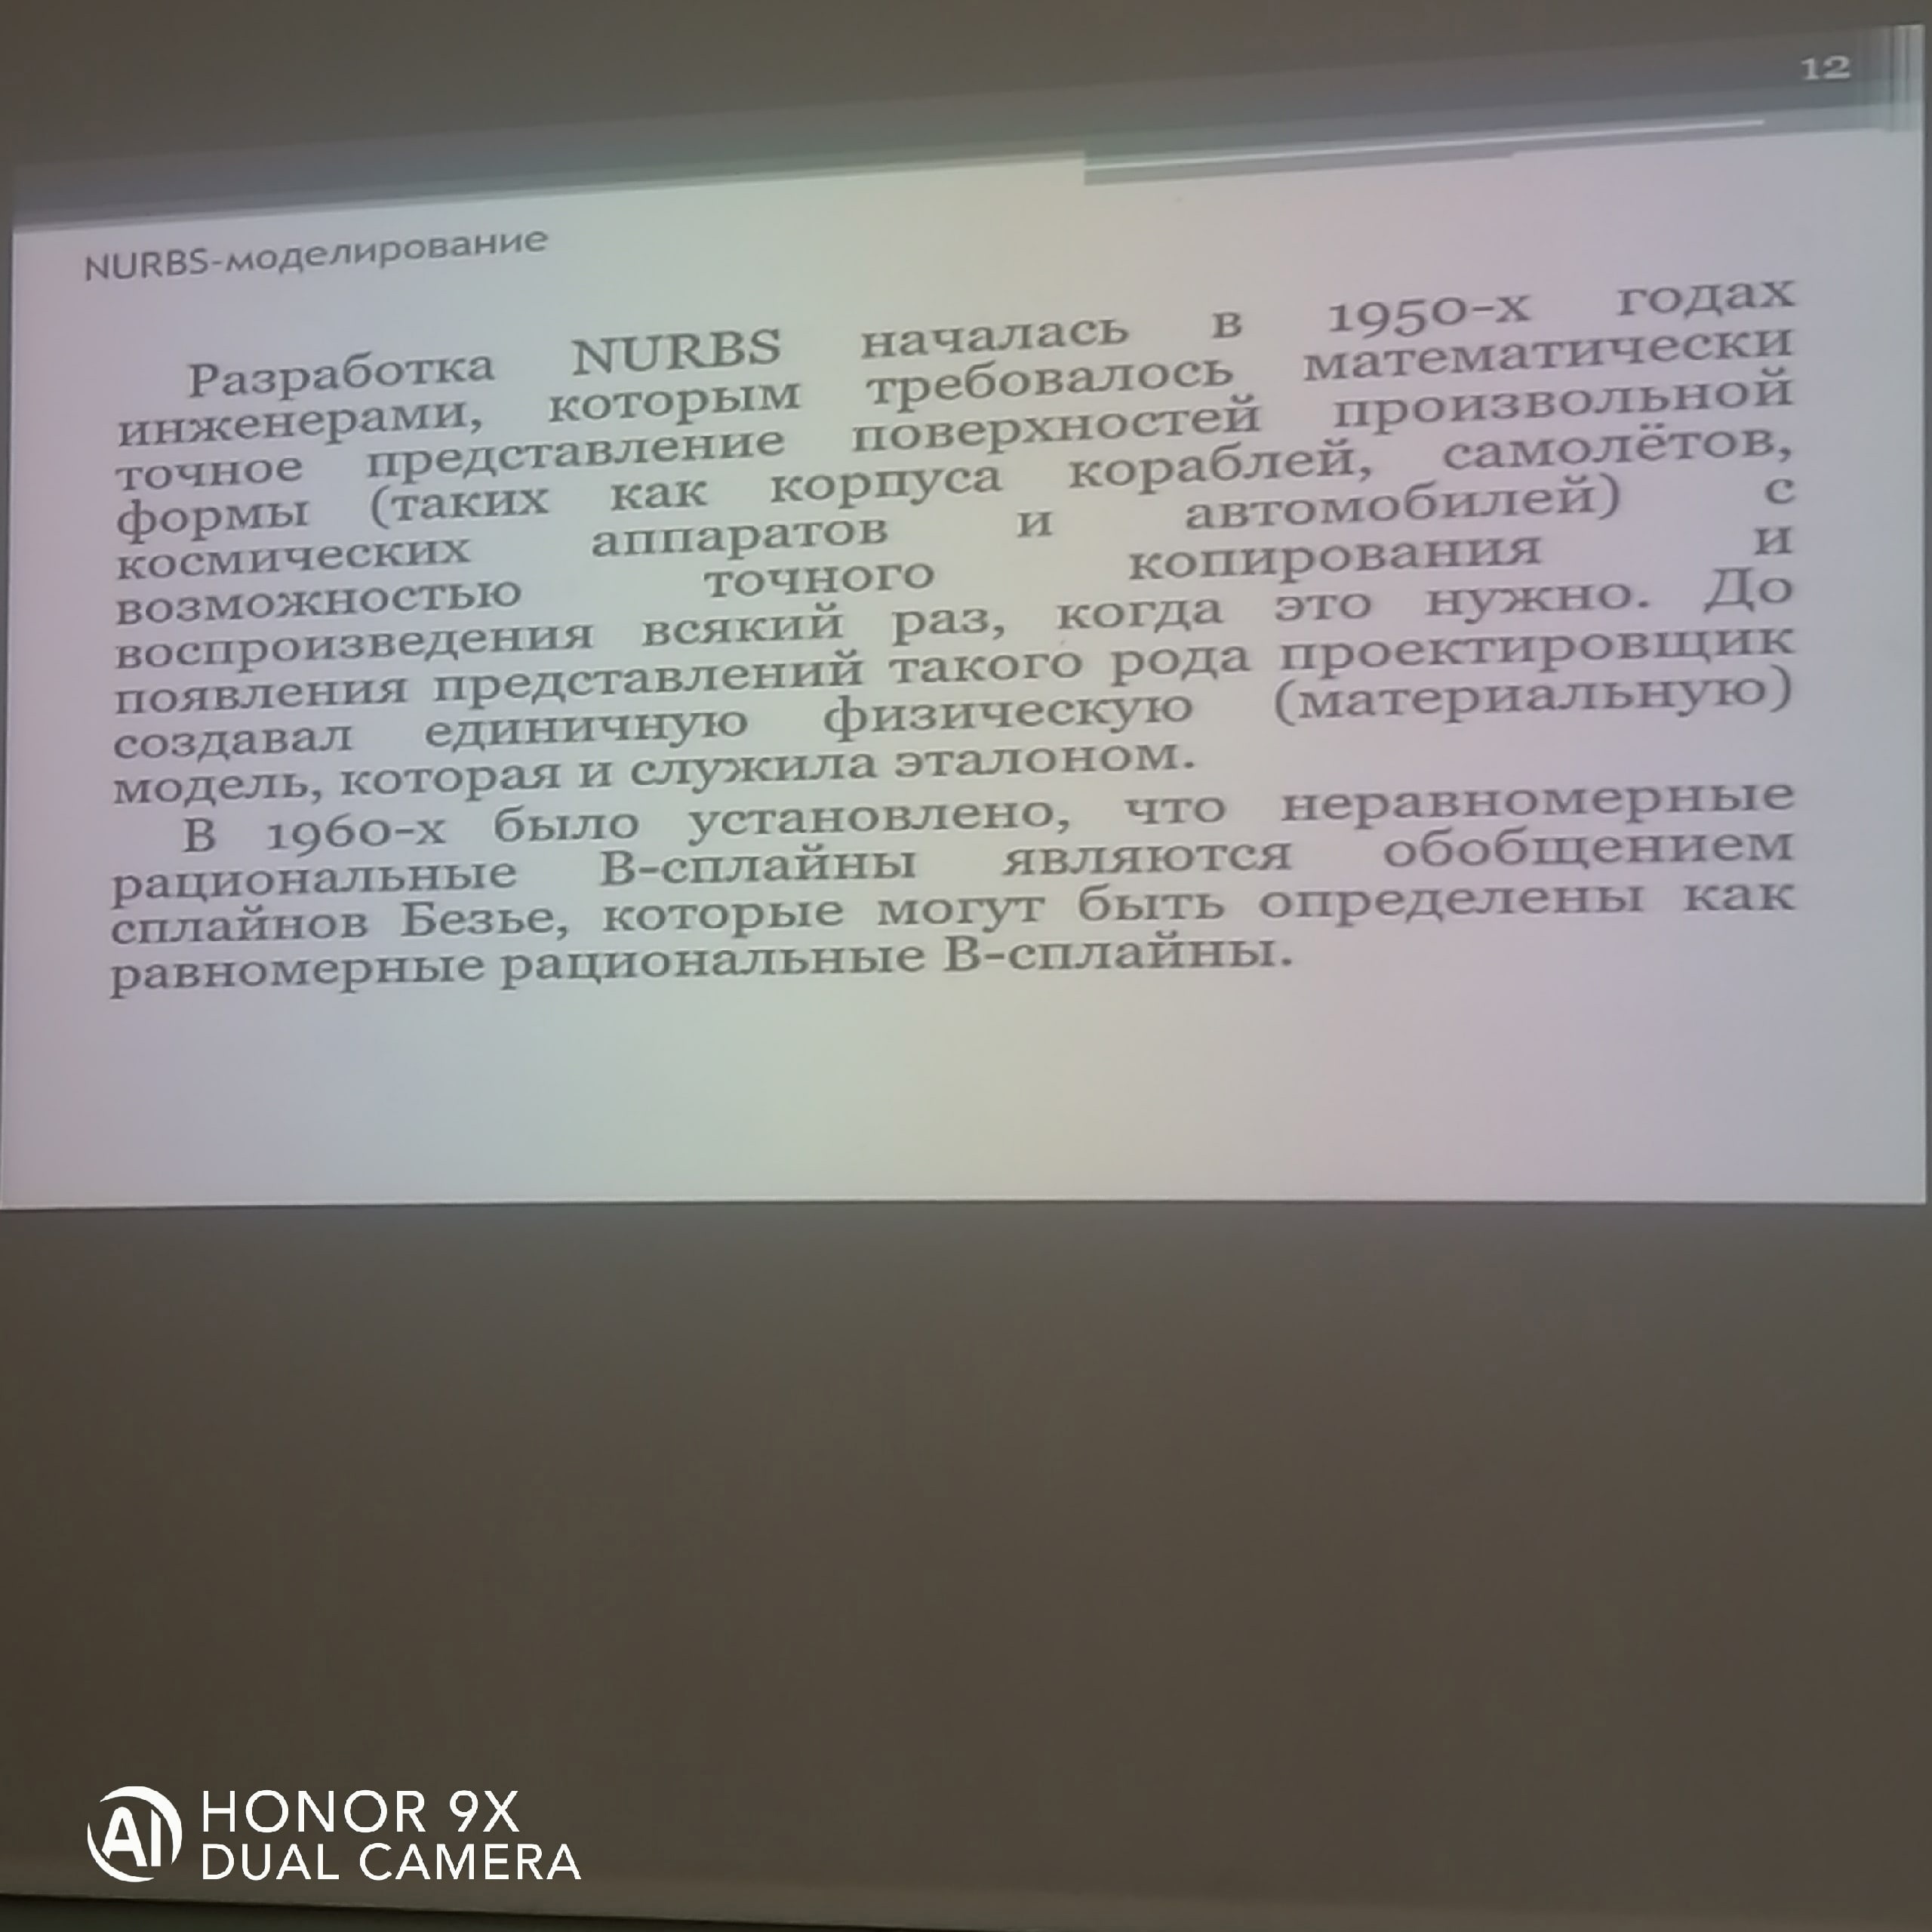 12
NURBS-моделирование
Разработка NURBS началась в 1950-х годах
инженерами, которым требовалось математически
точное представление поверхностей произвольной
формы (таких как корпуса кораблей, самолётов,
космических аппаратов и автомобилей) с
возможностью точного копирования и
воспроизведения всякий раз, когда это нужно. До
появления представлений такого рода проектировщик
создавал единичную физическую (материальную)
модель, которая и служила эталоном.
В 1960-х было установлено, что неравномерные
рациональные В-сплайны являются обобщением
сплайнов Безье, которые могут быть определены как
равномерные рациональные В-сплайны.
AI HONOR 9X
DUAL CAMERA